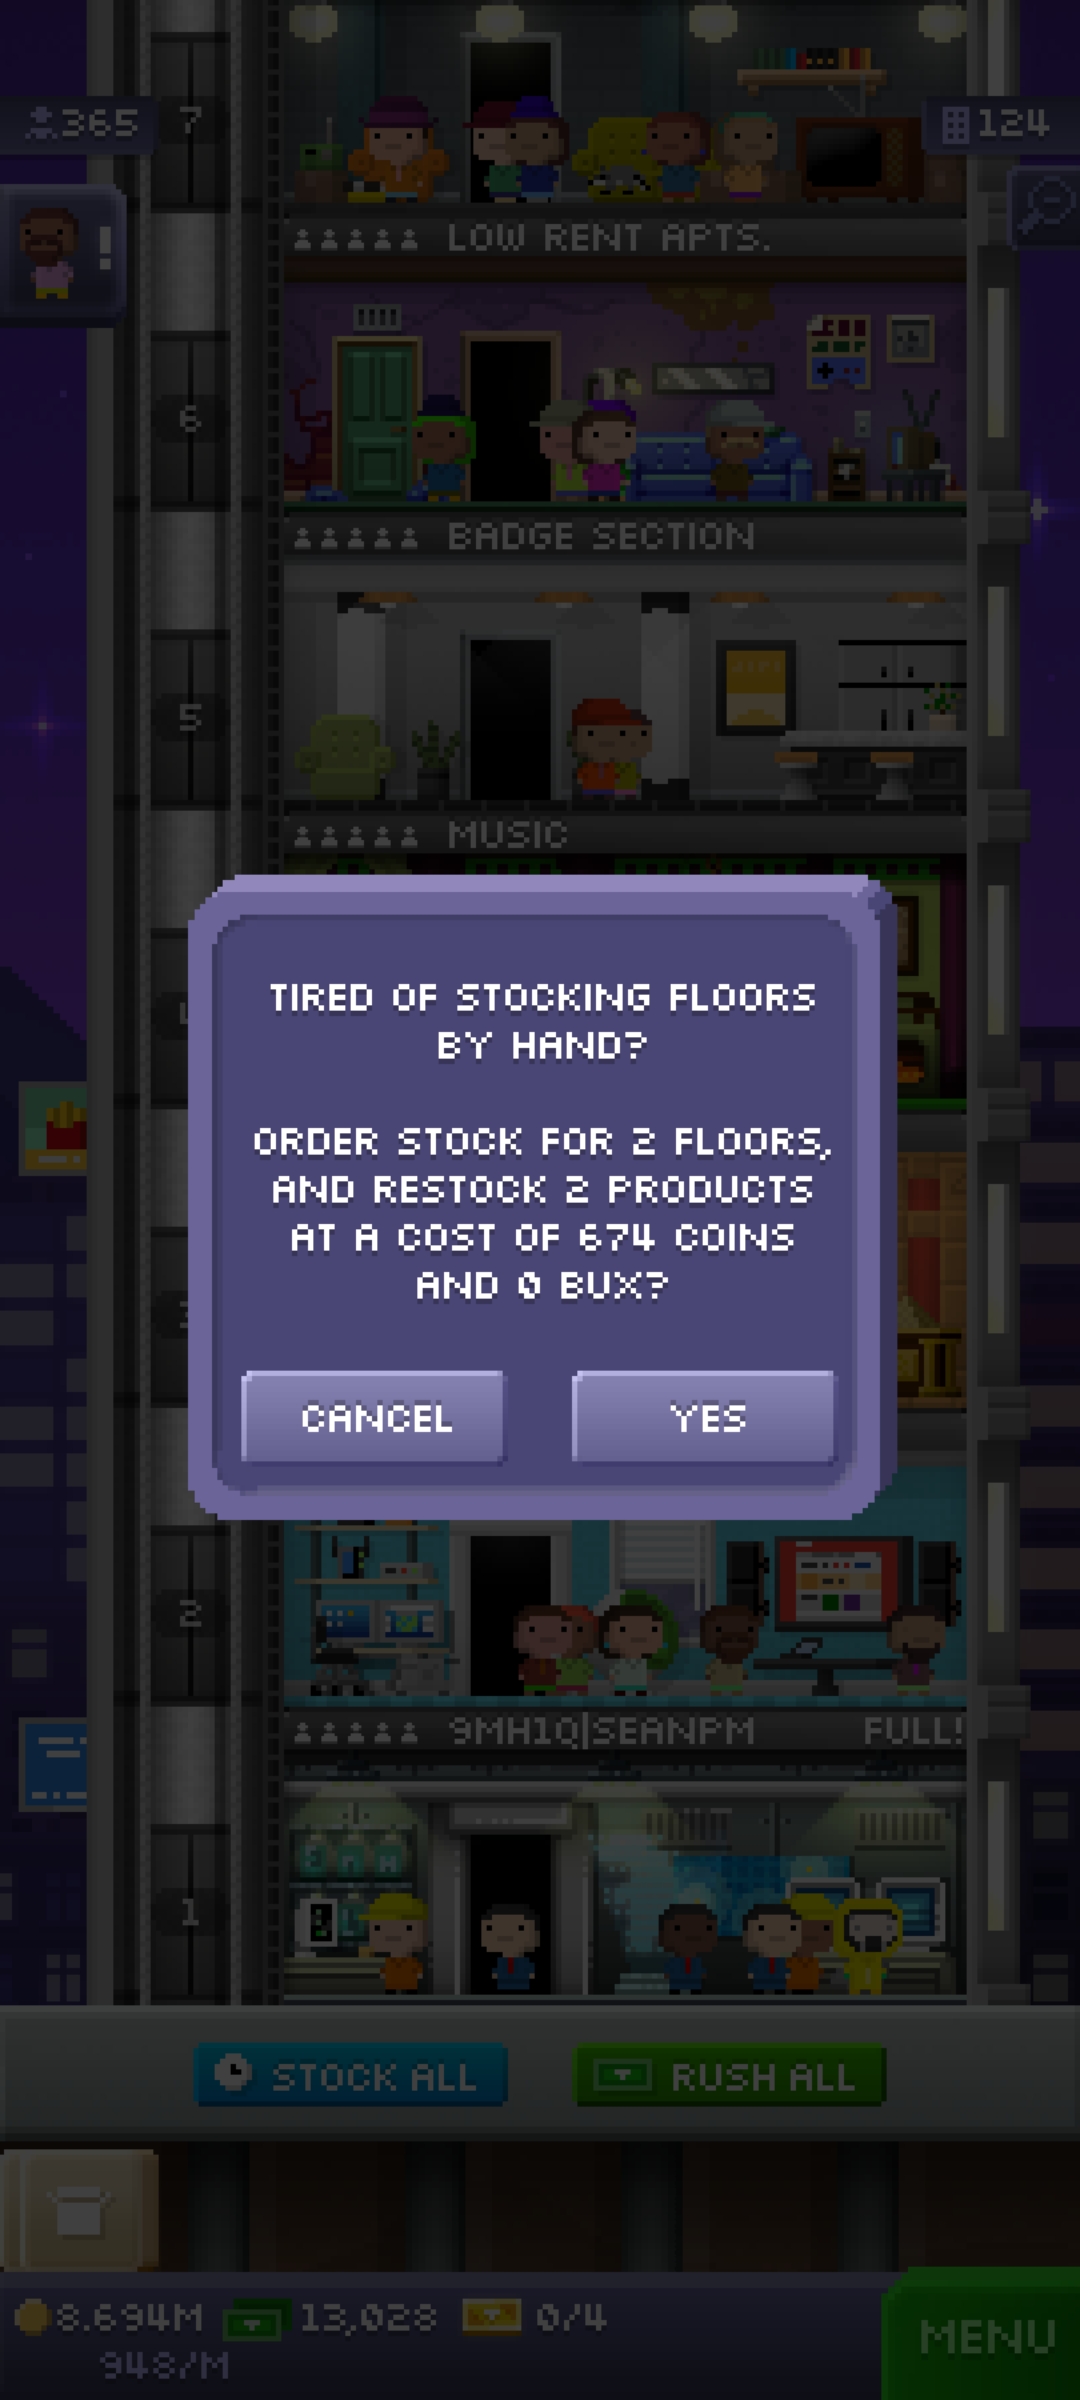 7
365
124
!
LOW RENT APTS.
6
BADGE SECTION
5
MUSIC
TIRED OF STOCKING FLOORS
BY HAND?
ORDER STOCK FOR 2 FLOORS,
AND RESTOCK 2 PRODUCTS
AT A COST OF 674 COINS
AND 0 BUX?
CANCEL
YES
2
9MH1Q|SEANPM
FULL!
1
STOCK ALL
RUSH ALL
8.694M
13,028
0/4
948/M
MENU